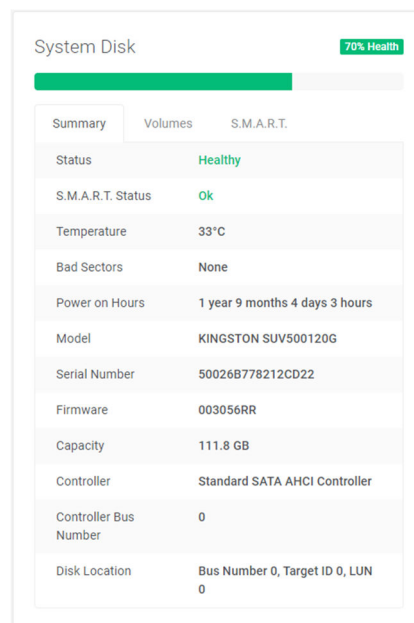 System Disk 70% Health
Summary Volumes S.M.A.R.T.
Status Healthy
S.M.A.R.T. Status Ok
Temperature 33°C
Bad Sectors None
Power on Hours 1 year 9 months 4 days 3 hours
Model KINGSTON SUV500120G
Serial Number 50026B778212CD22
Firmware 003056RR
Capacity 111.8 GB
Controller Standard SATA AHCI Controller
Controller Bus 0
Number
Disk Location Bus Number 0, Target ID 0, LUN
0